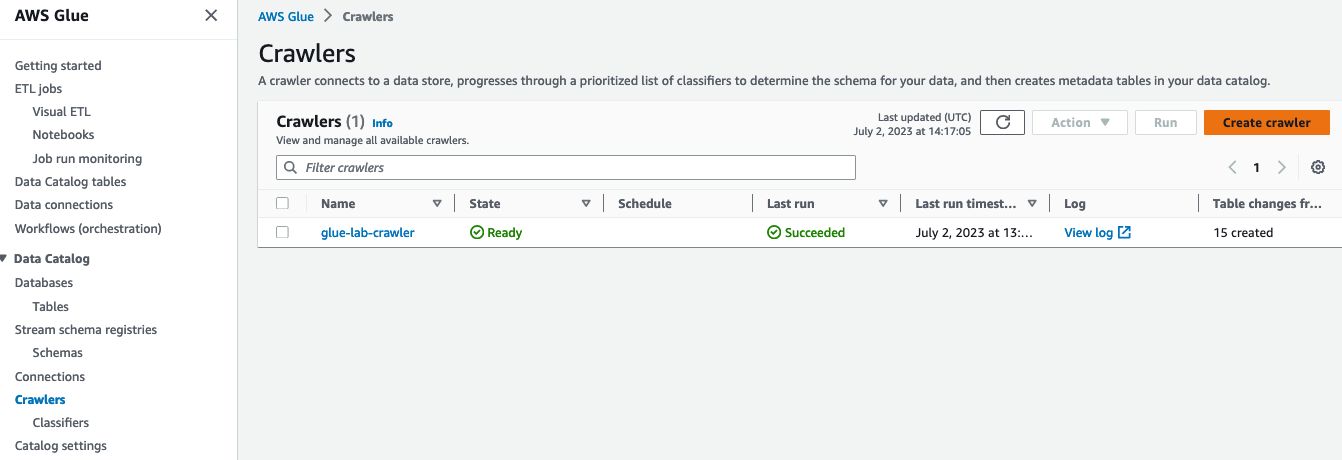 AWS Glue
Getting started
ETL jobs
Visual ETL
Notebooks
Job run monitoring
Data Catalog tables
Data connections
Workflows (orchestration)
Data Catalog
Databases
Tables
Stream schema registries
Schemas
Connections
Crawlers
Classifiers
Catalog settings
AWS Glue > Crawlers
Crawlers
A crawler connects to a data store, progresses through a prioritized list of classifiers to determine the schema for your data, and then creates metadata tables in your data catalog.
Crawlers (1) Info
View and manage all available crawlers.
Last updated (UTC)
July 2, 2023 at 14:17:05
Action
Run
Create crawler
Filter crawlers
1
Name State Schedule Last run Last run timest... Log Table changes fr...
glue-lab-crawler Ready Succeeded July 2, 2023 at 13:... View log 15 created